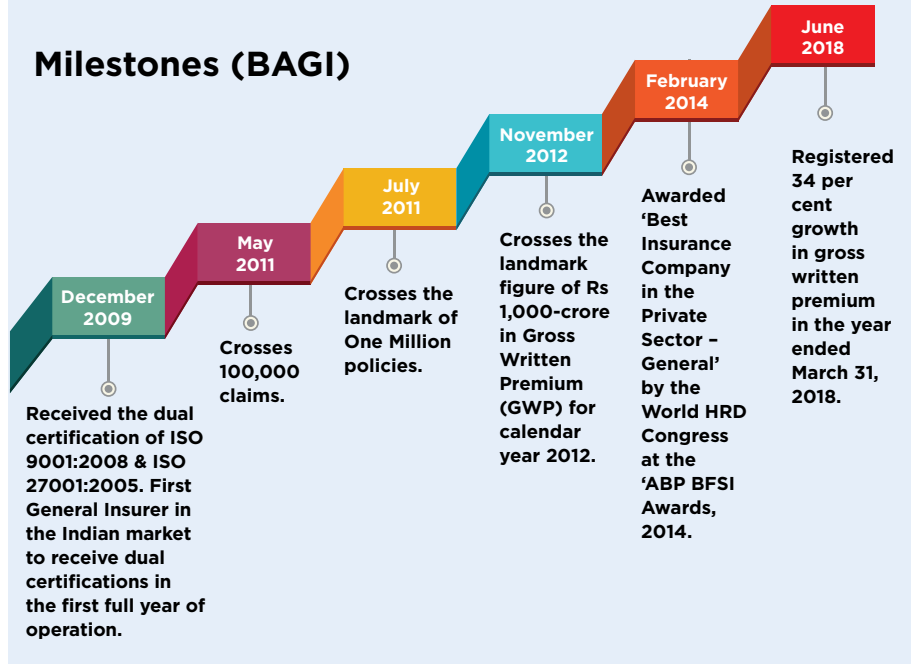 Milestones (BAGI)
December
2009
Received the dual
certification of ISO
9001:2008 & ISO
27001:2005. First
General Insurer in
the Indian market
to receive dual
certifications in
the first full year of
operation.
May
2011
Crosses
100,000
claims.
July
2011
Crosses the
landmark of
One Million
policies.
November
2012
Crosses the
landmark
figure of Rs
1,000-crore
in Gross
Written
Premium
(GWP) for
calendar
year 2012.
February
2014
Awarded
‘Best
Insurance
Company
in the
Private
Sector –
General’
by the
World HRD
Congress
at the
‘ABP BFSI
Awards,
2014.
June
2018
Registered
34 per
cent
growth
in gross
written
premium
in the year
ended
March 31,
2018.